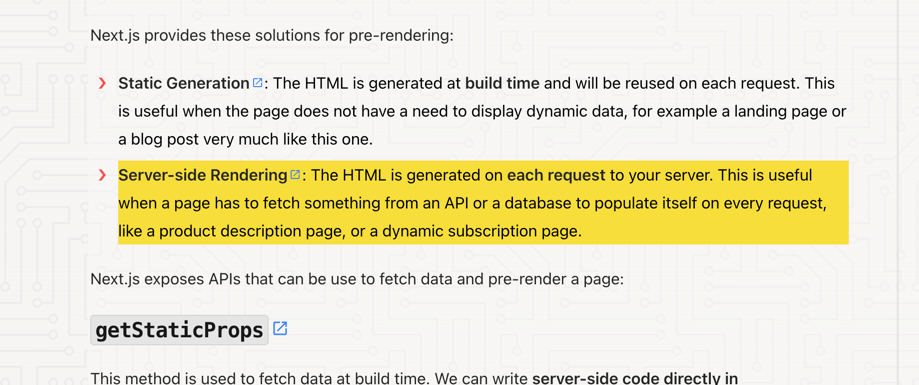 Next.js provides these solutions for pre-rendering:
Static Generation: The HTML is generated at build time and will be reused on each request. This
is useful when the page does not have a need to display dynamic data, for example a landing page or
a blog post very much like this one.
Server-side Rendering: The HTML is generated on each request to your server. This is useful
when a page has to fetch something from an API or a database to populate itself on every request,
like a product description page, or a dynamic subscription page.
Next.js exposes APIs that can be use to fetch data and pre-render a page:
getStaticProps
This method is used to fetch data at build time. We can write server-side code directly in